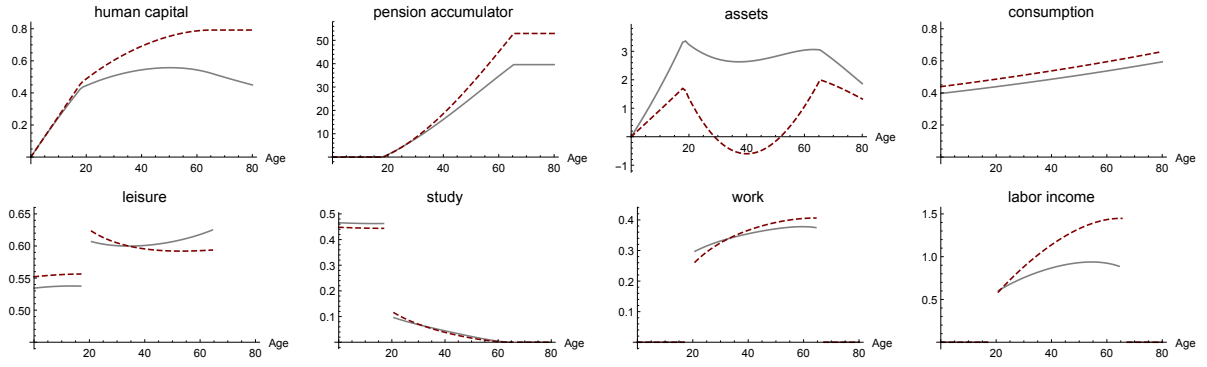 human capital
0.8
0.6
0.4
0.2
20 40 60 80 Age
pension accumulator
50
40
30
20
10
20 40 60 80 Age
assets
3
2
1
−1
20 40 60 80 Age
consumption
0.8
0.6
0.4
0.2
20 40 60 80 Age
leisure
0.65
0.60
0.55
0.50
20 40 60 80 Age
study
0.5
0.4
0.3
0.2
0.1
20 40 60 80 Age
work
0.4
0.3
0.2
0.1
20 40 60 80 Age
labor income
1.5
1.0
0.5
20 40 60 80 Age